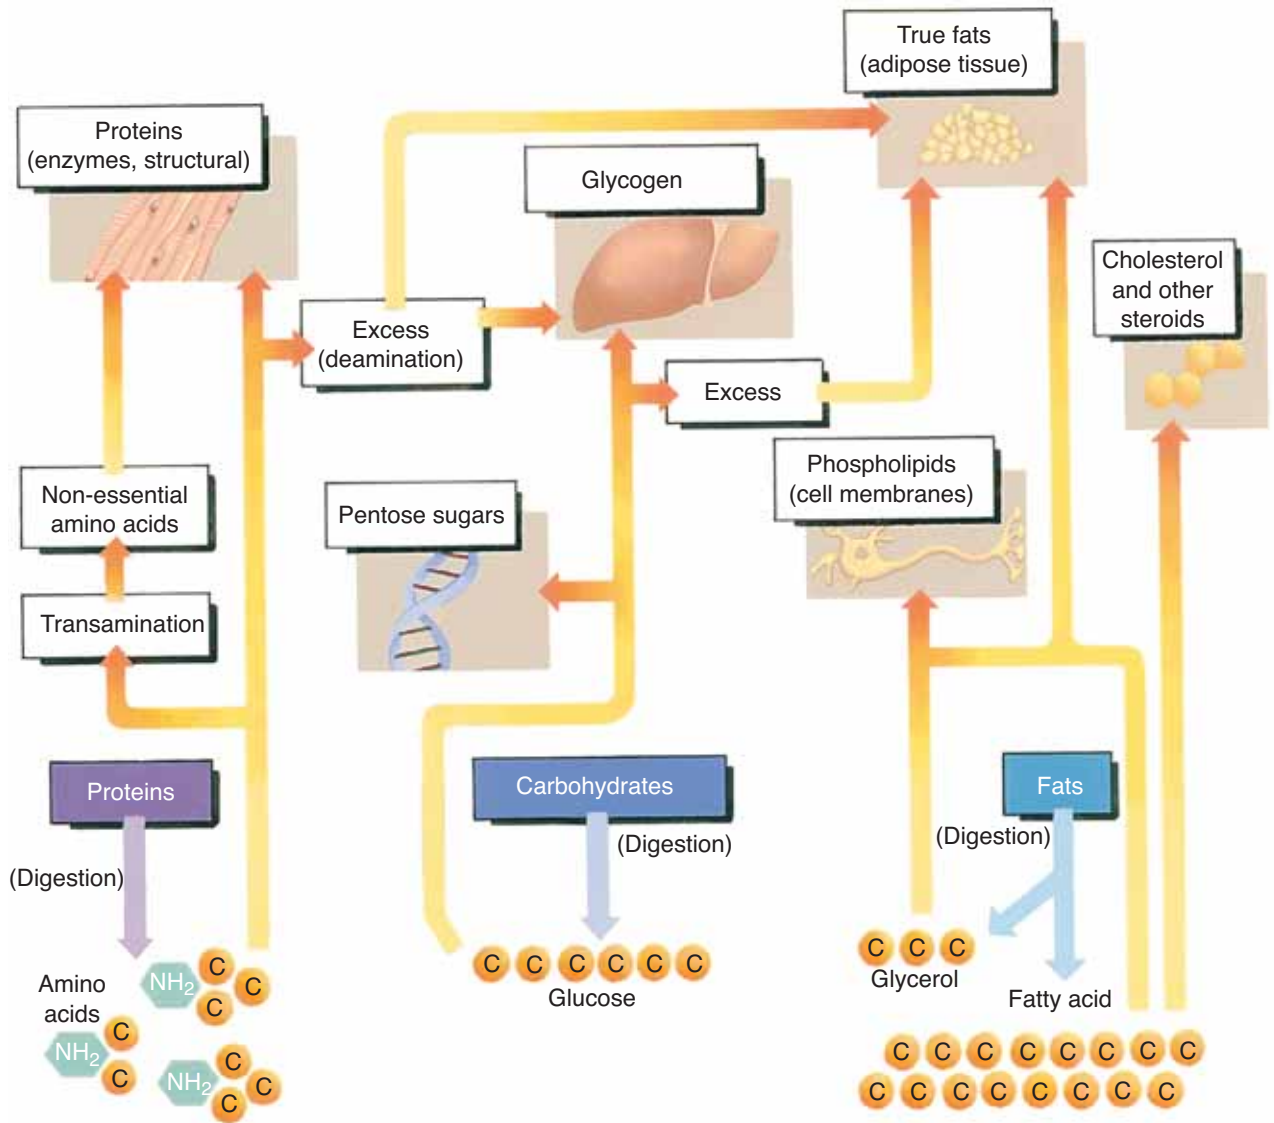 True fats
(adipose tissue)
Proteins
(enzymes, structural)
Glycogen
Cholesterol
and other
steroids
Excess
(deamination)
Excess
Phospholipids
(cell membranes)
Non-essential
amino acids
Pentose sugars
Transamination
Proteins
Carbohydrates
Fats
(Digestion)
(Digestion)
(Digestion)
Amino
acids
NH2 C C C
NH2 C C
NH2 C C C
C C C C C C
Glucose
C C C
Glycerol
Fatty acid
C C C C C C C C
C C C C C C C C